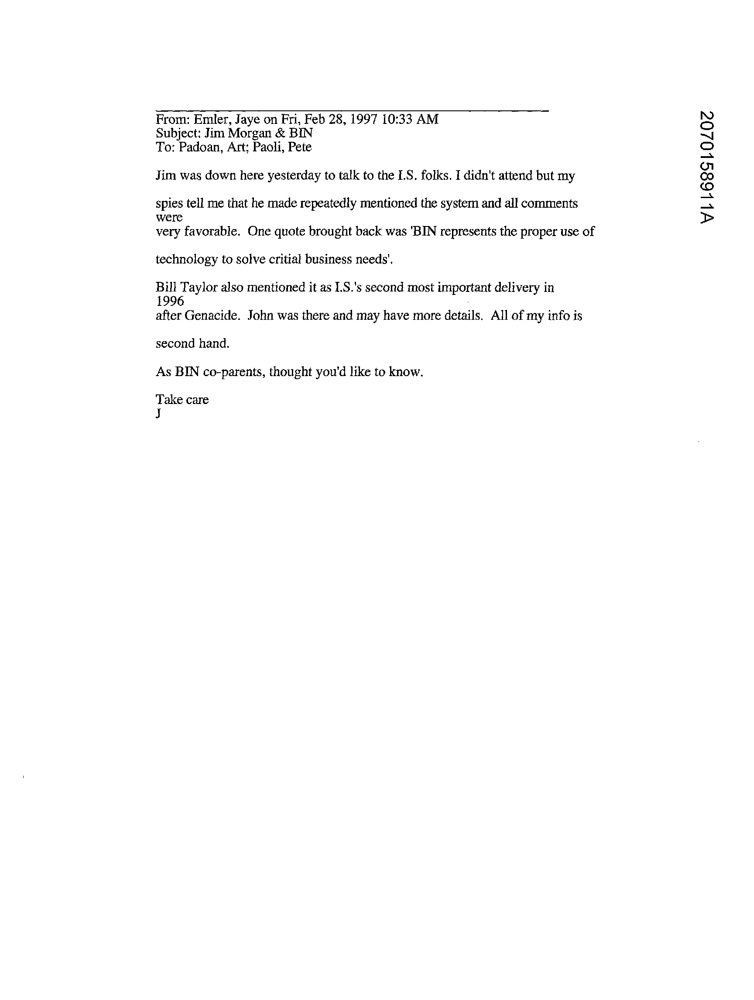 From: Emler, Jaye on Fri, Feb 28, 1997 10:33 AM
Subject: Jim Morgan & BIN
To: Padoan, Art; Paoli, Pete
Jim was down here yesterday to talk to the I.S. folks. I didn't attend but my
spies tell me that he made repeatedly mentioned the system and all comments
were
very favorable.  One quote brought back was 'BIN represents the proper use of
technology to solve critial business needs'.
Bill Taylor also mentioned it as I.S.'s second most important delivery in
1996
after Genacide.  John was there and may have more details.  All of my info is
second hand.
As BIN co-parents, thought you'd like to know.
Take care
J
2070158911A